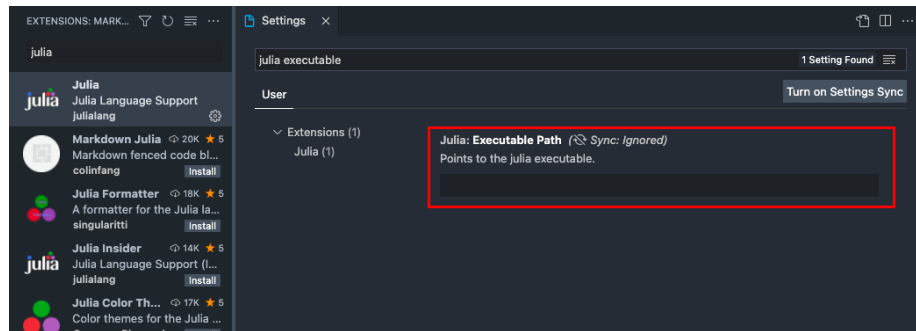 EXTENSIONS: MARK...
julia
julia
Julia
Julia Language Support
julialang
Markdown Julia 20K ★ 5
Markdown fenced code bl...
colinfang
Install
Julia Formatter 18K ★ 5
A formatter for the Julia la...
singularitti
Install
julia
Julia Insider 14K ★ 5
Julia Language Support (I...
julialang
Install
Julia Color Th... 17K ★ 5
Color themes for the Julia ...
Settings
julia executable
1 Setting Found
User
Turn on Settings Sync
Extensions (1)
Julia (1)
Julia: Executable Path (Sync: Ignored)
Points to the julia executable.